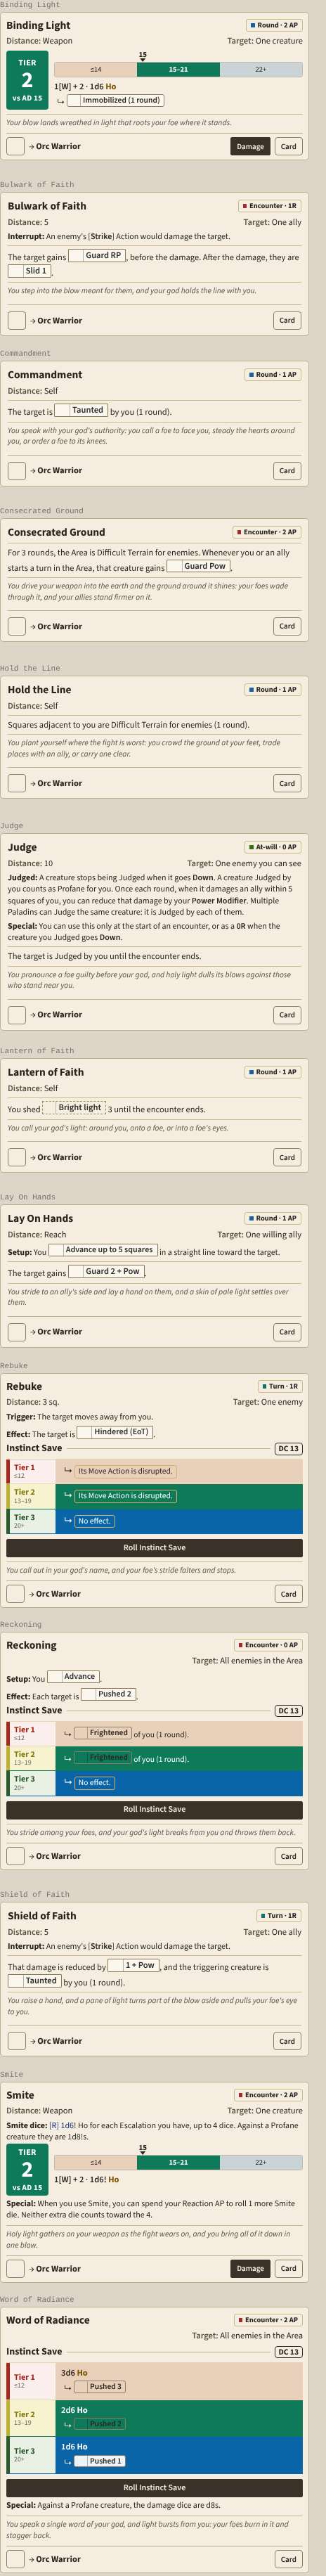 Binding Light
Binding Light
Round · 2 AP
Distance: Weapon
Target: One creature
TIER
2
vs AD 15
15
≤14
15–21
22+
1[W] + 2 · 1d6 Ho
↳ Immobilized (1 round)
Your blow lands wreathed in light that roots your foe where it stands.
→ Orc Warrior
Damage
Card
Bulwark of Faith
Bulwark of Faith
Encounter · 1R
Distance: 5
Target: One ally
Interrupt: An enemy's [Strike] Action would damage the target.
The target gains Guard RP, before the damage. After the damage, they are
Slid 1.
You step into the blow meant for them, and your god holds the line with you.
→ Orc Warrior
Card
Commandment
Commandment
Round · 1 AP
Distance: Self
The target is Taunted by you (1 round).
You speak with your god's authority: you call a foe to face you, steady the hearts around
you, or order a foe to its knees.
→ Orc Warrior
Card
Consecrated Ground
Consecrated Ground
Encounter · 2 AP
For 3 rounds, the Area is Difficult Terrain for enemies. Whenever you or an ally
starts a turn in the Area, that creature gains Guard Pow.
You drive your weapon into the earth and the ground around it shines: your foes wade
through it, and your allies stand firmer on it.
→ Orc Warrior
Card
Hold the Line
Hold the Line
Round · 1 AP
Distance: Self
Squares adjacent to you are Difficult Terrain for enemies (1 round).
You plant yourself where the fight is worst: you crowd the ground at your feet, trade
places with an ally, or carry one clear.
→ Orc Warrior
Card
Judge
Judge
At-will · 0 AP
Distance: 10
Target: One enemy you can see
Judged: A creature stops being Judged when it goes Down. A creature Judged by
you counts as Profane for you. Once each round, when it damages an ally within 5
squares of you, you can reduce that damage by your Power Modifier. Multiple
Paladins can Judge the same creature: it is Judged by each of them.
Special: You can use this only at the start of an encounter, or as a 0R when the
creature you Judged goes Down.
The target is Judged by you until the encounter ends.
You pronounce a foe guilty before your god, and holy light dulls its blows against those
who stand near you.
→ Orc Warrior
Card
Lantern of Faith
Lantern of Faith
Round · 1 AP
Distance: Self
You shed Bright light 3 until the encounter ends.
You call your god's light: around you, onto a foe, or into a foe's eyes.
→ Orc Warrior
Card
Lay On Hands
Lay On Hands
Round · 1 AP
Distance: Reach
Target: One willing ally
Setup: You Advance up to 5 squares in a straight line toward the target.
The target gains Guard 2 + Pow.
You stride to an ally's side and lay a hand on them, and a skin of pale light settles over
them.
→ Orc Warrior
Card
Rebuke
Rebuke
Turn · 1R
Distance: 3 sq.
Target: One enemy
Trigger: The target moves away from you.
Effect: The target is Hindered (EoT).
Instinct Save
DC 13
Tier 1
≤12
↳ Its Move Action is disrupted.
Tier 2
13–19
↳ Its Move Action is disrupted.
Tier 3
20+
↳ No effect.
Roll Instinct Save
You call out in your god's name, and your foe's stride falters and stops.
→ Orc Warrior
Card
Reckoning
Reckoning
Encounter · 0 AP
Target: All enemies in the Area
Setup: You Advance.
Effect: Each target is Pushed 2.
Instinct Save
DC 13
Tier 1
≤12
↳ Frightened of you (1 round).
Tier 2
13–19
↳ Frightened of you (1 round).
Tier 3
20+
↳ No effect.
Roll Instinct Save
You stride among your foes, and your god's light breaks from you and throws them back.
→ Orc Warrior
Card
Shield of Faith
Shield of Faith
Turn · 1R
Distance: 5
Target: One ally
Interrupt: An enemy's [Strike] Action would damage the target.
That damage is reduced by 1 + Pow, and the triggering creature is
Taunted by you (1 round).
You raise a hand, and a pane of light turns part of the blow aside and pulls your foe's eye
to you.
→ Orc Warrior
Card
Smite
Smite
Encounter · 2 AP
Distance: Weapon
Target: One creature
Smite dice: [R] 1d6! Ho for each Escalation you have, up to 4 dice. Against a Profane
creature they are 1d8!s.
TIER
2
vs AD 15
15
≤14
15–21
22+
1[W] + 2 · 1d6! Ho
Special: When you use Smite, you can spend your Reaction AP to roll 1 more Smite
die. Neither extra die counts toward the 4.
Holy light gathers on your weapon as the fight wears on, and you bring all of it down in
one blow.
→ Orc Warrior
Damage
Card
Word of Radiance
Word of Radiance
Encounter · 2 AP
Target: All enemies in the Area
Instinct Save
DC 13
Tier 1
≤12
3d6 Ho
↳ Pushed 3
Tier 2
13–19
2d6 Ho
↳ Pushed 2
Tier 3
20+
1d6 Ho
↳ Pushed 1
Roll Instinct Save
Special: Against a Profane creature, the damage dice are d8s.
You speak a single word of your god, and light bursts from you: your foes burn in it and
stagger back.
→ Orc Warrior
Card